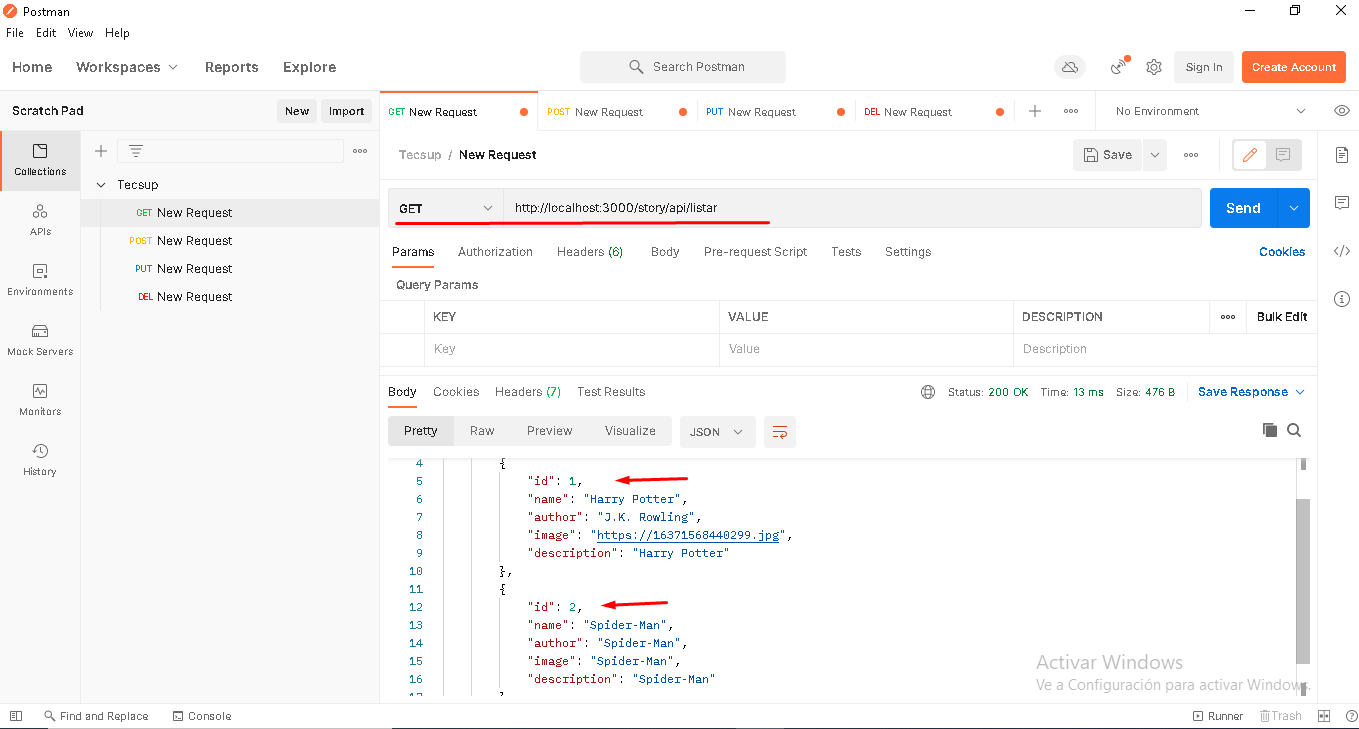 Postman
File Edit View Help
Home Workspaces Reports Explore Search Postman Sign In Create Account
Scratch Pad New Import GET New Request POST New Request PUT New Request DEL New Request No Environment
Collections
APIs
Environments
Mock Servers
Monitors
History
Tecsup
GET New Request
POST New Request
PUT New Request
DEL New Request
Tecsup / New Request Save
GET http://localhost:3000/story/api/listar Send
Params Authorization Headers (6) Body Pre-request Script Tests Settings Cookies
Query Params
KEY VALUE DESCRIPTION Bulk Edit
Key Value Description
Body Cookies Headers (7) Test Results Status: 200 OK Time: 13 ms Size: 476 B Save Response
Pretty Raw Preview Visualize JSON
4 {
5 "id": 1,
6 "name": "Harry Potter",
7 "author": "J.K. Rowling",
8 "image": "https://16371568440299.jpg",
9 "description": "Harry Potter"
10 },
11 {
12 "id": 2,
13 "name": "Spider-Man",
14 "author": "Spider-Man",
15 "image": "Spider-Man",
16 "description": "Spider-Man"
Activar Windows
Ve a Configuración para activar Windows.
Find and Replace Console Runner Trash